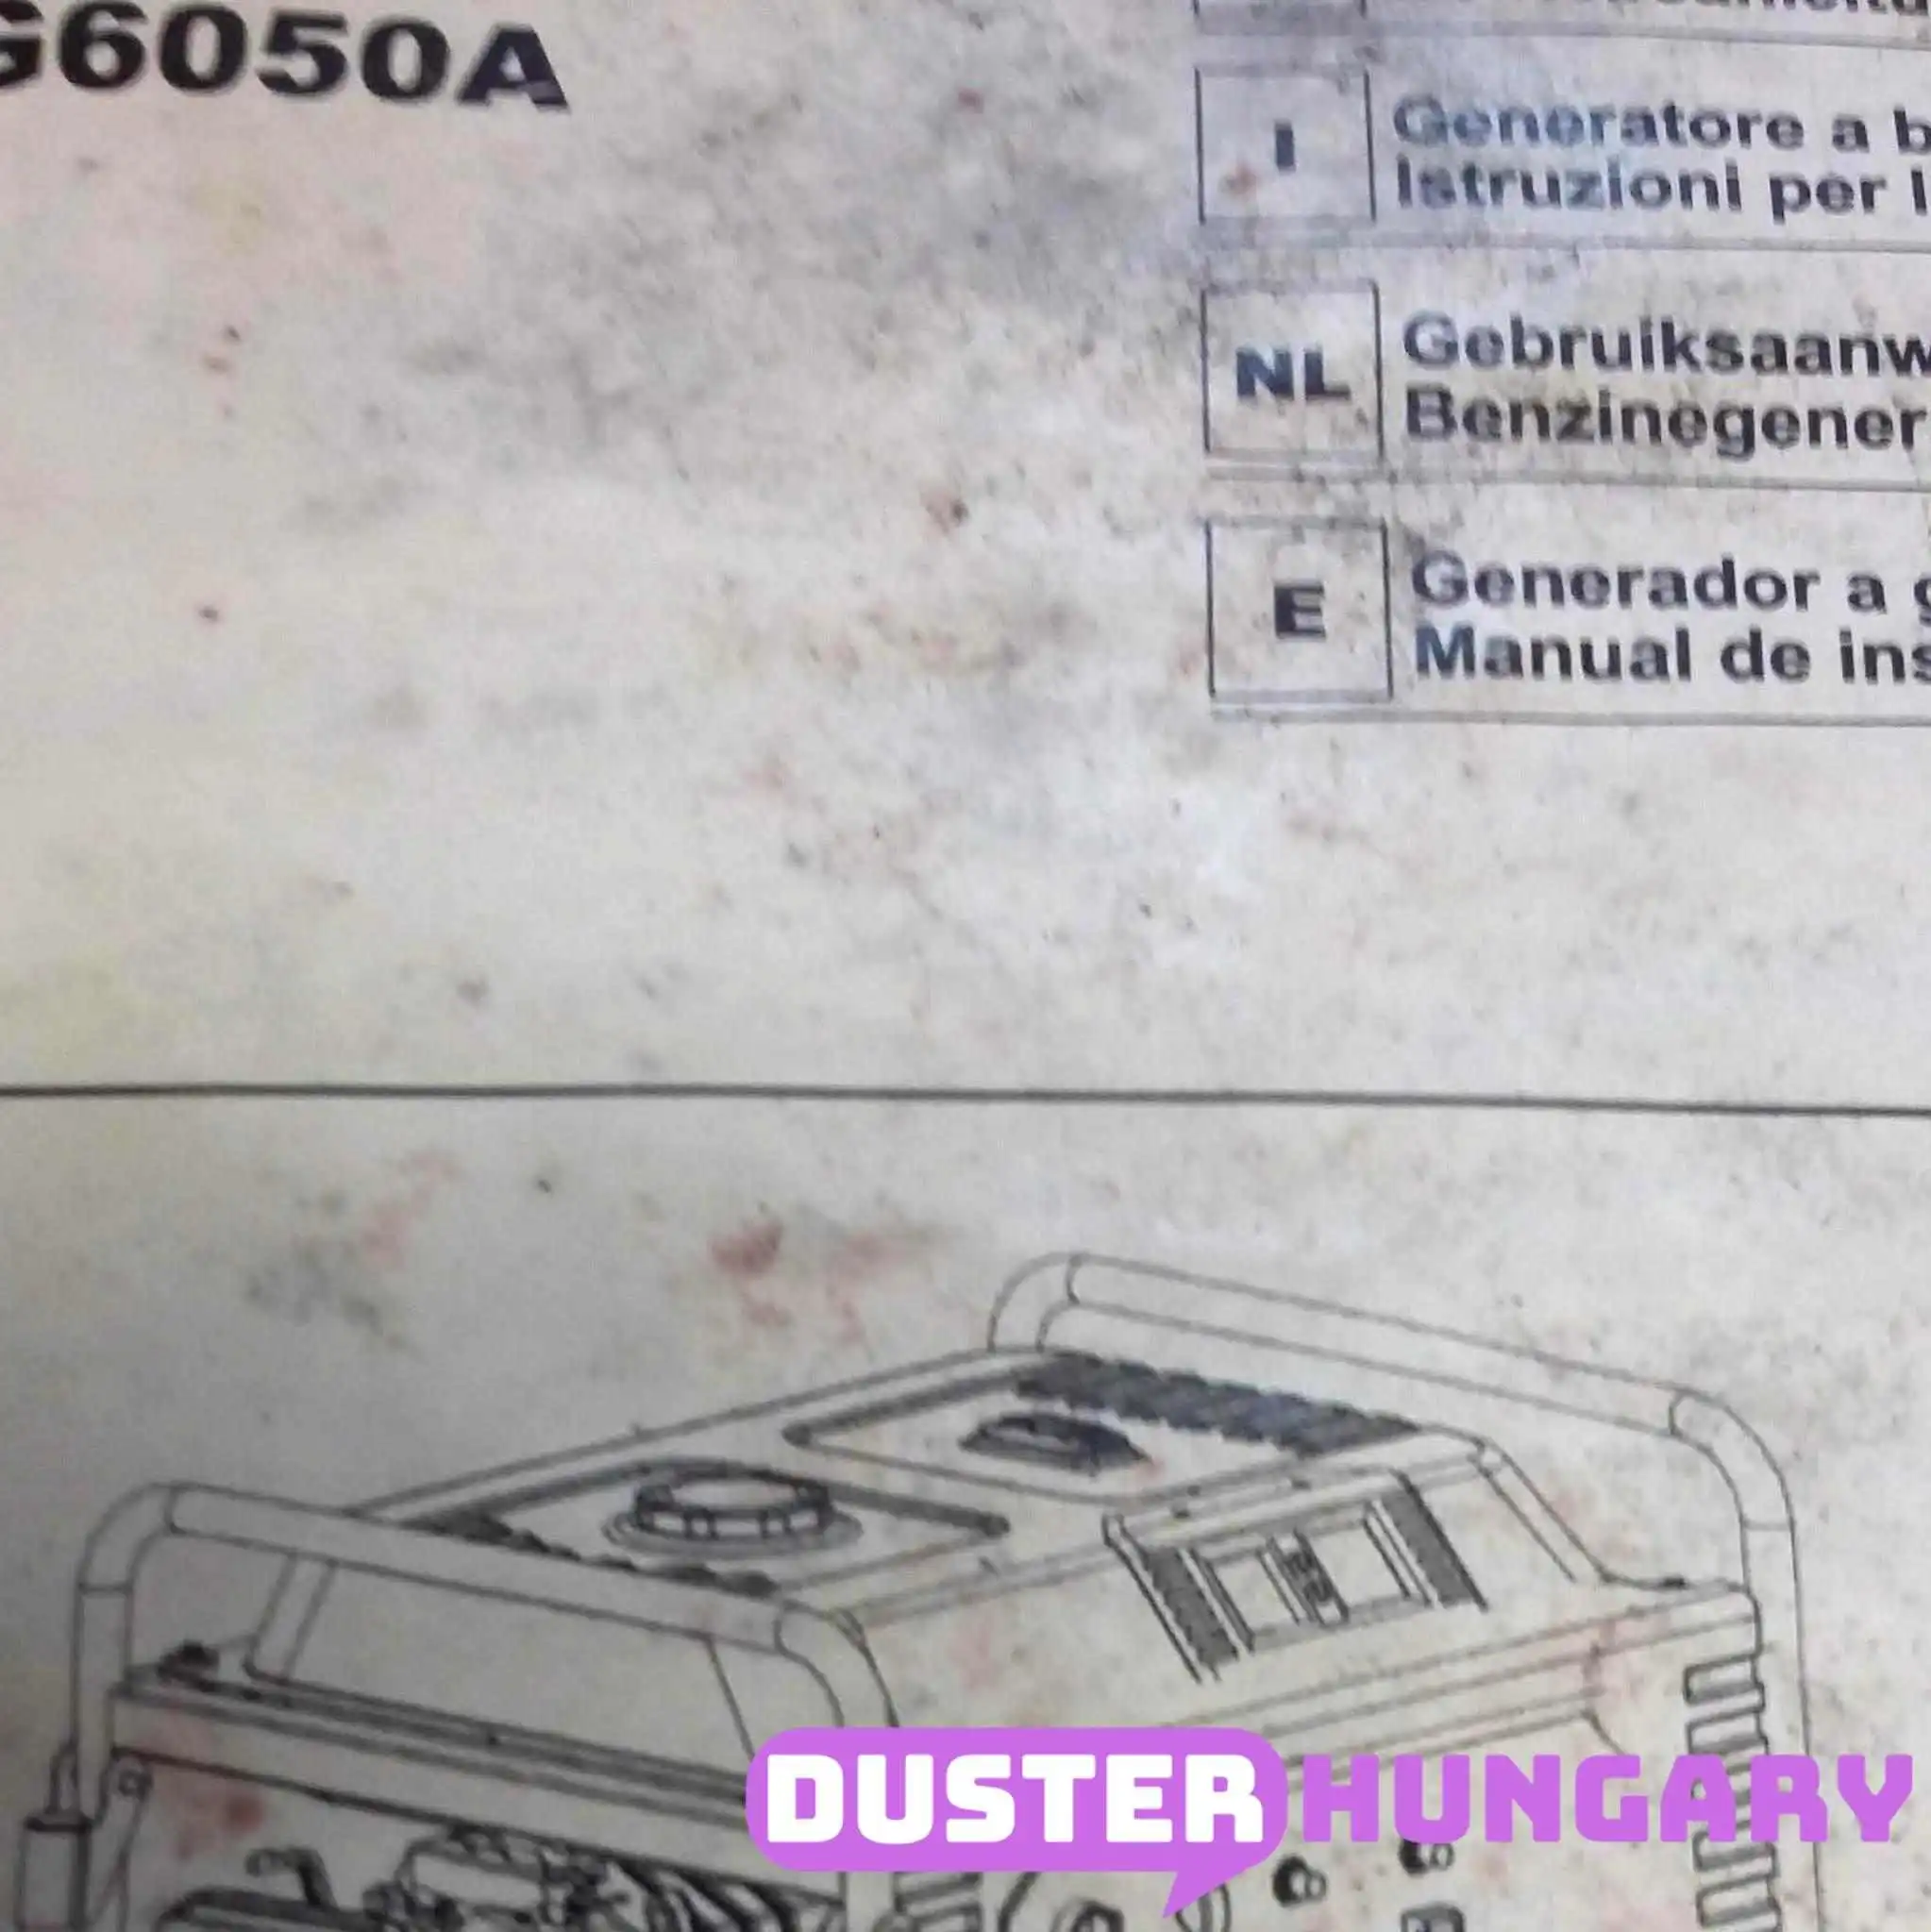 G6050A
I
Generatore a b
Istruzioni per l
NL
Gebruiksaanw
Benzinegener
E
Generador a g
Manual de ins
DUSTER HUNGARY